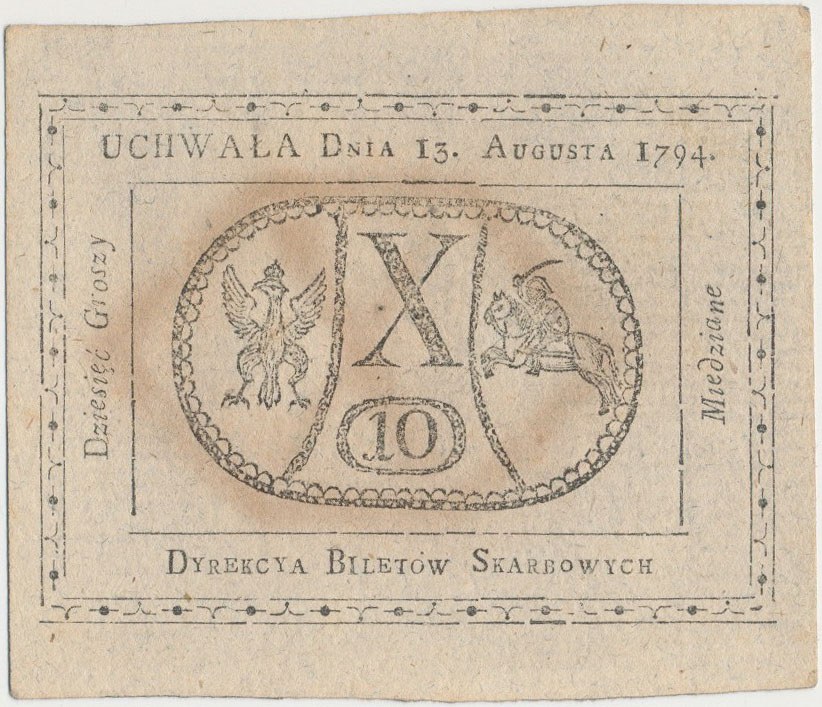 UCHWAŁA DNIA 13. AUGUSTA 1794.
Dziesięć Groszy
X
10
Miedziane
DYREKCYA BILETÓW SKARBOWYCH